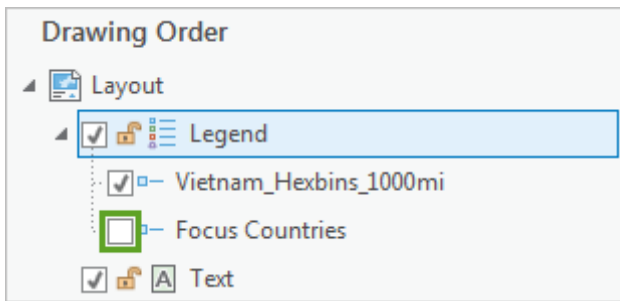 Drawing Order
Layout
Legend
Vietnam_Hexbins_1000mi
Focus Countries
A Text